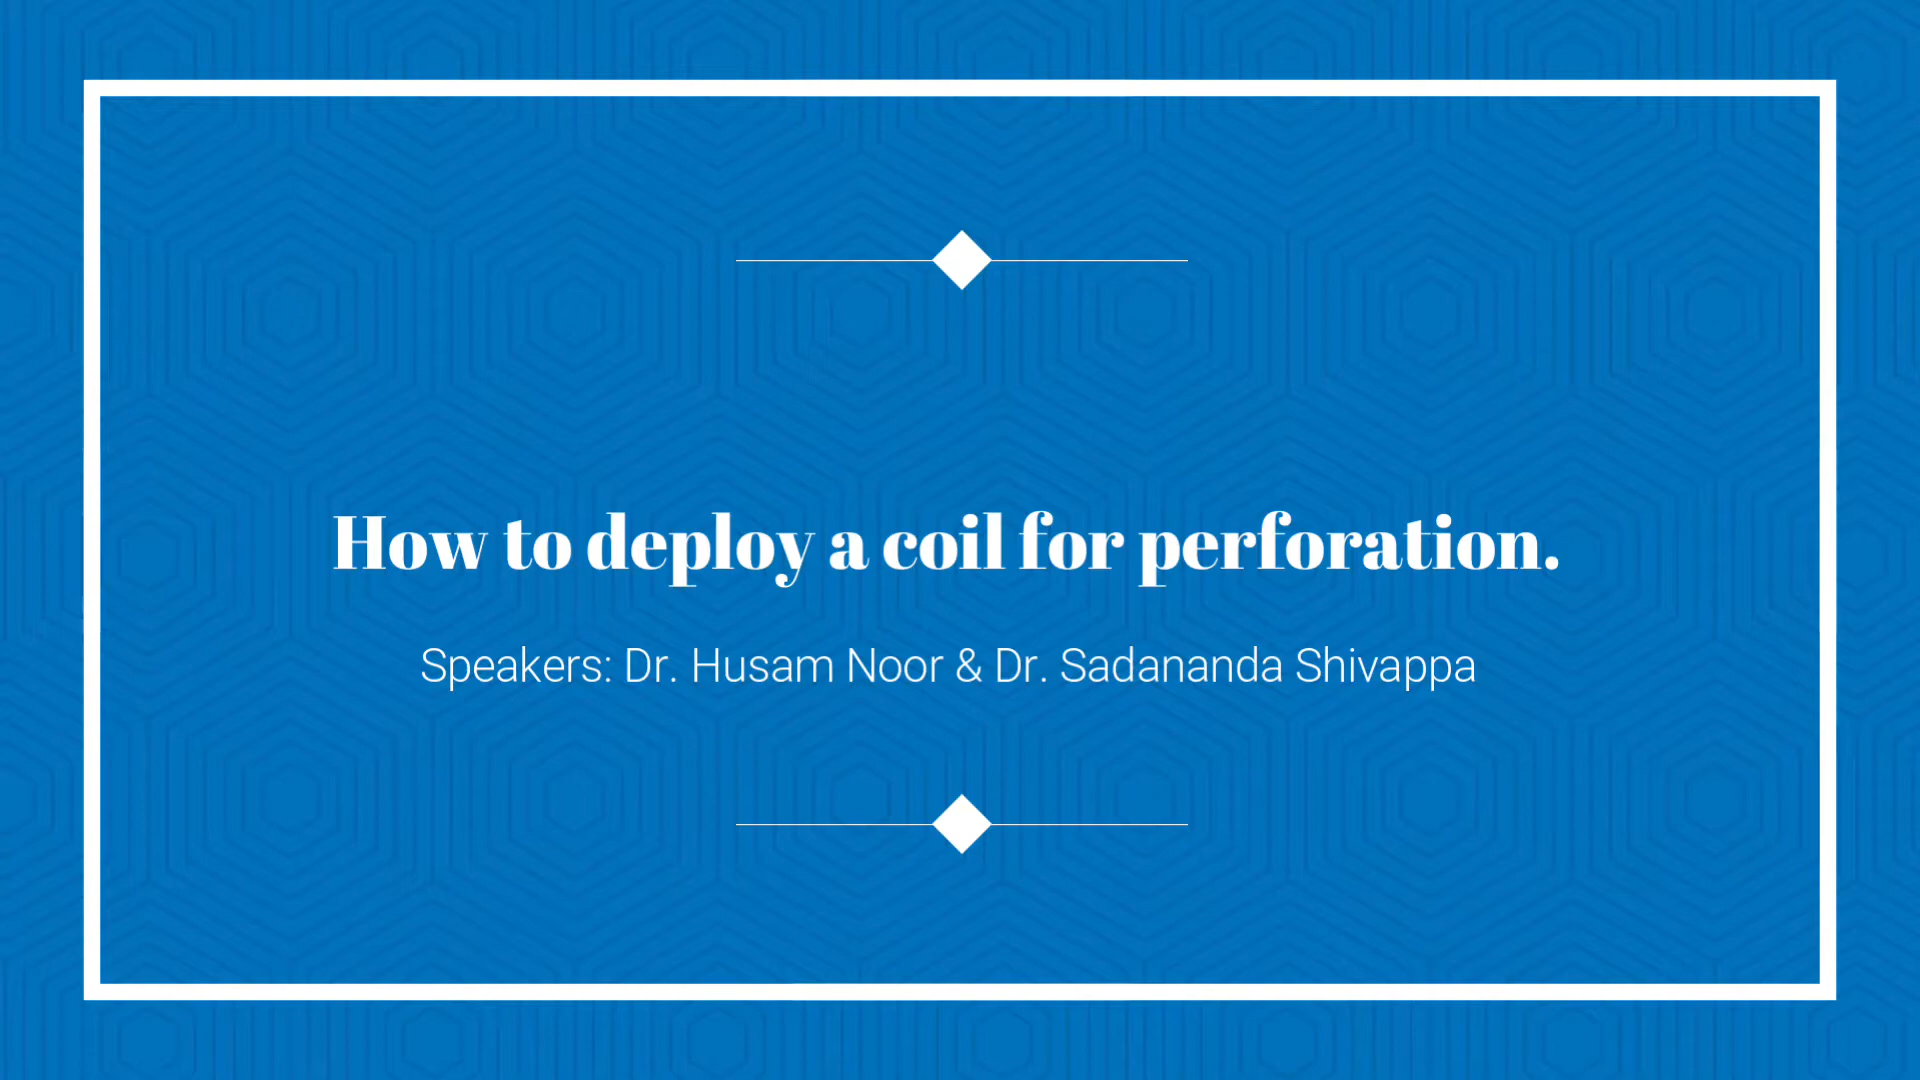 How to deploy a coil for perforation.
Speakers: Dr. Husam Noor & Dr. Sadananda Shivappa